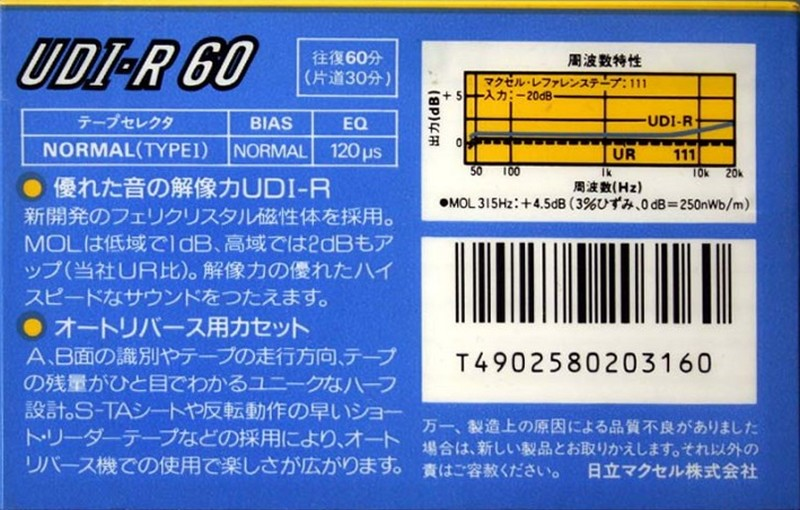 UDI-R 60
往復60分
(片道30分)
テープセレクタ BIAS EQ
NORMAL(TYPE I) NORMAL 120μs
●優れた音の解像力UDI-R
新開発のフェリクリスタル磁性体を採用。
MOLは低域で1dB、高域では2dBもア
ップ(当社UR比)。解像力の優れたハイ
スピードなサウンドをつたえます。
●オートリバース用カセット
A、B面の識別やテープの走行方向、テープ
の残量がひと目でわかるユニークなハーフ
設計。S-TAシートや反転動作の早いショー
ト・リーダーテープなどの採用により、オート
リバース機での使用で楽しさが広がります。
周波数特性
マクセル・レファレンステープ:111
入力:-20dB
出力(dB)
+5
0
UDI-R
UR 111
50 100 1k 10k 20k
周波数(Hz)
●MOL 315Hz:+4.5dB(3%ひずみ、0dB=250nWb/m)
T4902580203160
万一、製造上の原因による品質不良がありました
場合は、新しい製品とお取りかえします。それ以外の
責はご容赦ください。 日立マクセル株式会社